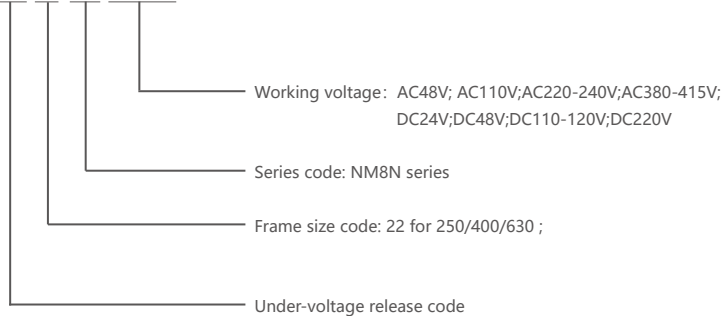 Working voltage：AC48V; AC110V;AC220-240V;AC380-415V;
DC24V;DC48V;DC110-120V;DC220V
Series code: NM8N series
Frame size code: 22 for 250/400/630 ;
Under-voltage release code